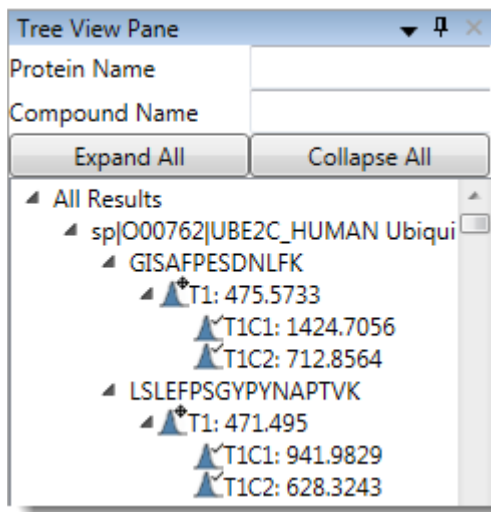 Tree View Pane
Protein Name
Compound Name
Expand All Collapse All
All Results
sp|O00762|UBE2C_HUMAN Ubiqui
GISAFPESDNLFK
T1: 475.5733
T1C1: 1424.7056
T1C2: 712.8564
LSLEFPSGYPYNAPTVK
T1: 471.495
T1C1: 941.9829
T1C2: 628.3243